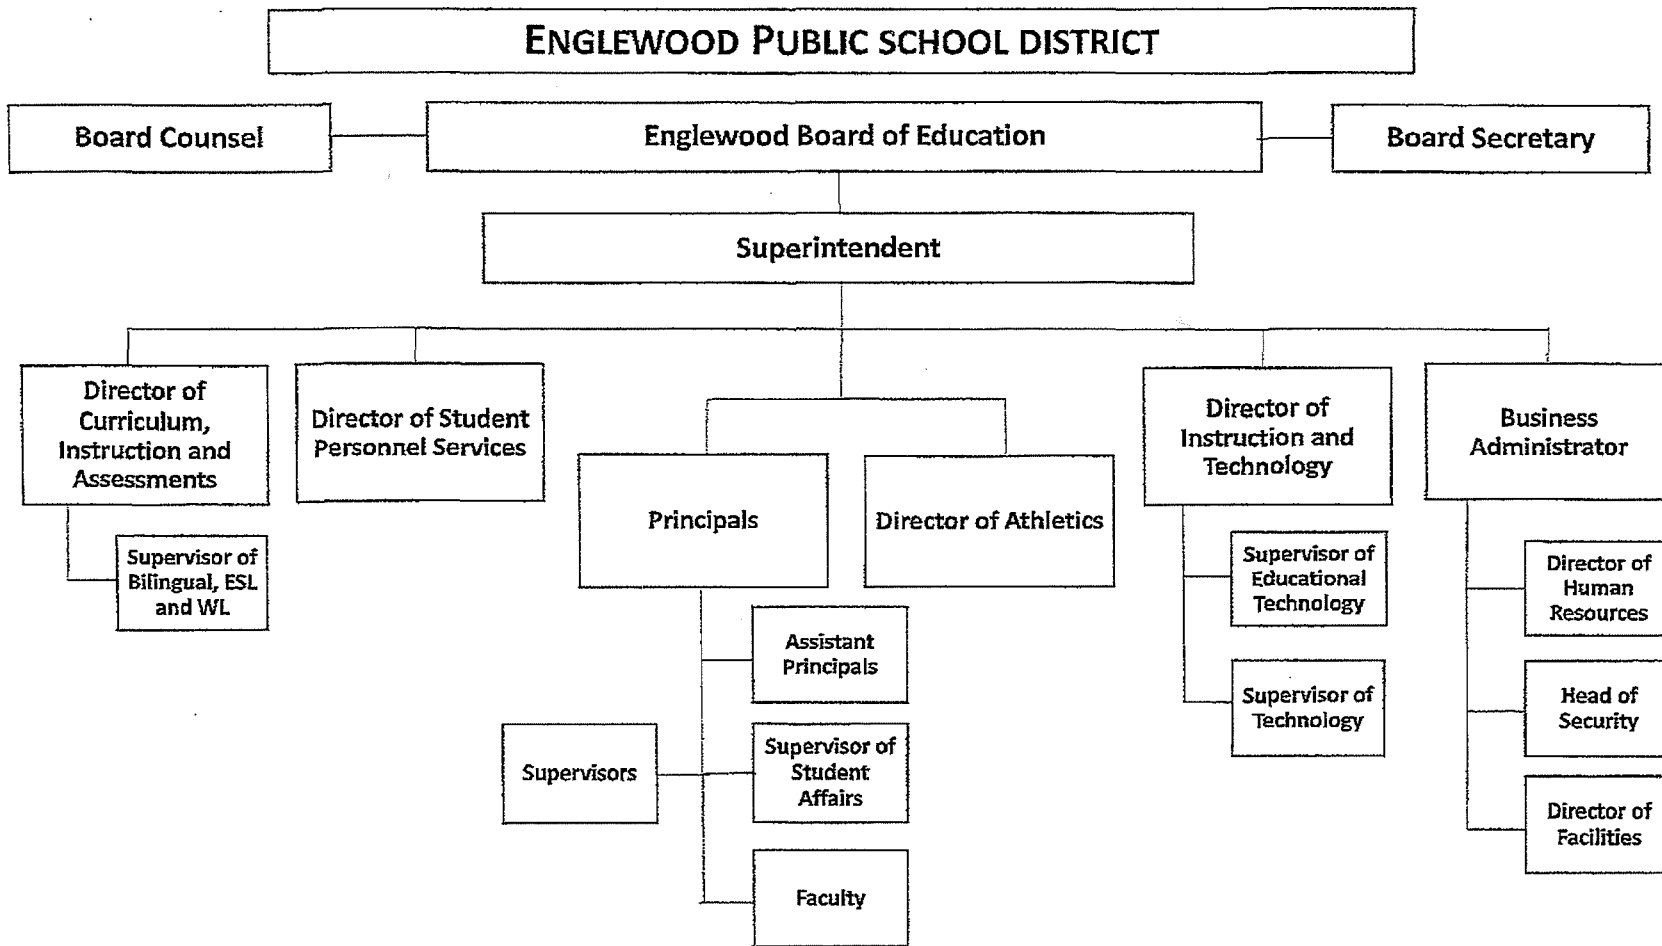 ENGLEWOOD PUBLIC SCHOOL DISTRICT
Board Counsel
Englewood Board of Education
Board Secretary
Superintendent
Director of
Curriculum,
Instruction and
Assessments
Director of Student
Personnel Services
Director of
Instruction and
Technology
Business
Administrator
Principals
Director of Athletics
Supervisor of
Bilingual, ESL
and WL
Supervisor of
Educational
Technology
Director of
Human
Resources
Assistant
Principals
Supervisor of
Technology
Head of
Security
Supervisors
Supervisor of
Student
Affairs
Director of
Facilities
Faculty